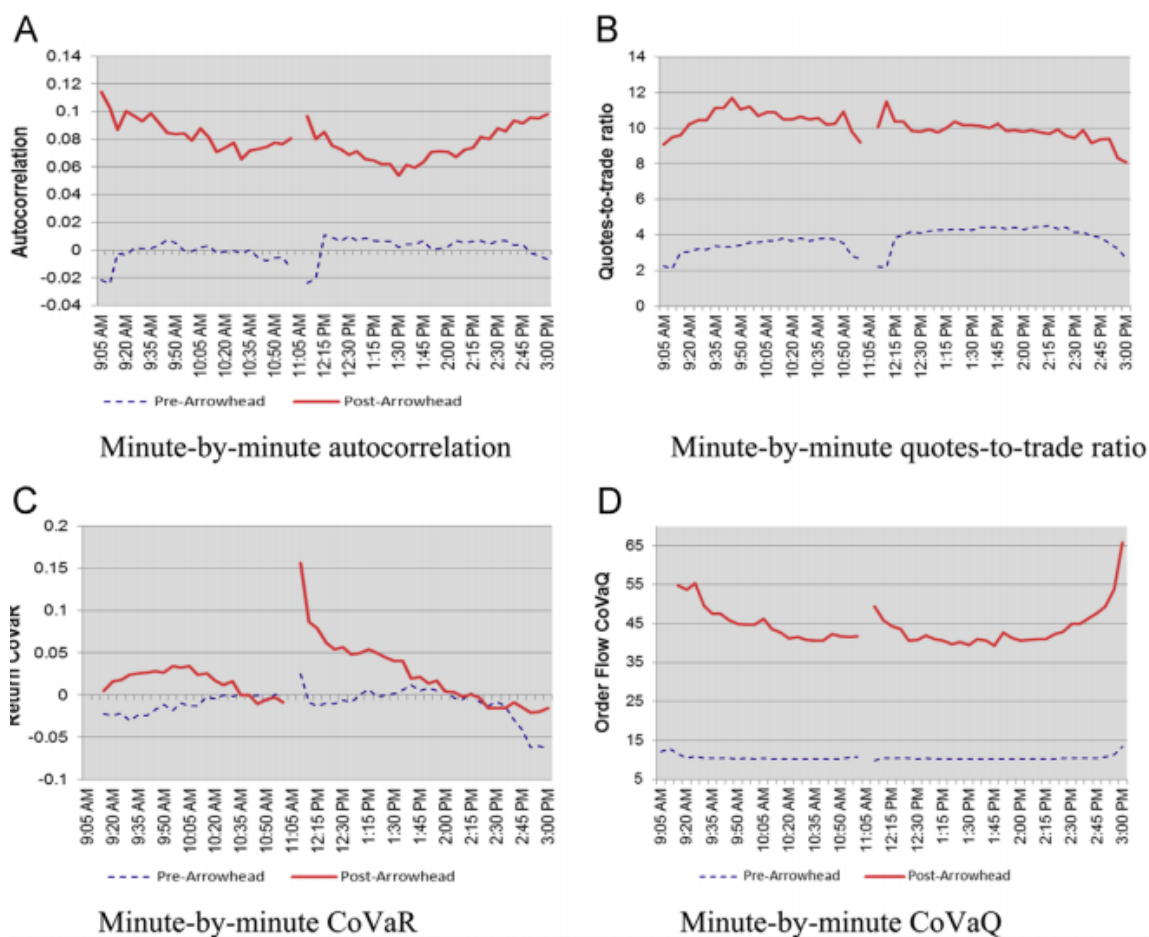 A
0.14
0.12
0.1
0.08
0.06
0.04
0.02
0
-0.02
-0.04
Autocorrelation
9:05 AM
9:20 AM
9:35 AM
9:50 AM
10:05 AM
10:20 AM
10:35 AM
10:50 AM
11:05 AM
12:15 PM
12:30 PM
1:15 PM
1:30 PM
1:45 PM
2:00 PM
2:15 PM
2:30 PM
2:45 PM
3:00 PM
Pre-Arrowhead Post-Arrowhead
Minute-by-minute autocorrelation
B
14
12
10
8
6
4
2
0
Quotes-to-trade ratio
9:05 AM
9:20 AM
9:35 AM
9:50 AM
10:05 AM
10:20 AM
10:35 AM
10:50 AM
11:05 AM
12:15 PM
12:30 PM
1:15 PM
1:30 PM
1:45 PM
2:00 PM
2:15 PM
2:30 PM
2:45 PM
3:00 PM
Pre-Arrowhead Post-Arrowhead
Minute-by-minute quotes-to-trade ratio
C
0.2
0.15
0.1
0.05
0
-0.05
-0.1
Return CoVaR
9:05 AM
9:20 AM
9:35 AM
9:50 AM
10:05 AM
10:20 AM
10:35 AM
10:50 AM
11:05 AM
12:15 PM
12:30 PM
1:15 PM
1:30 PM
1:45 PM
2:00 PM
2:15 PM
2:30 PM
2:45 PM
3:00 PM
Pre-Arrowhead Post-Arrowhead
Minute-by-minute CoVaR
D
65
55
45
35
25
15
5
Order Flow CoVaQ
9:05 AM
9:20 AM
9:35 AM
9:50 AM
10:05 AM
10:20 AM
10:35 AM
10:50 AM
11:05 AM
12:15 PM
12:30 PM
1:15 PM
1:30 PM
1:45 PM
2:00 PM
2:15 PM
2:30 PM
2:45 PM
3:00 PM
Pre-Arrowhead Post-Arrowhead
Minute-by-minute CoVaQ